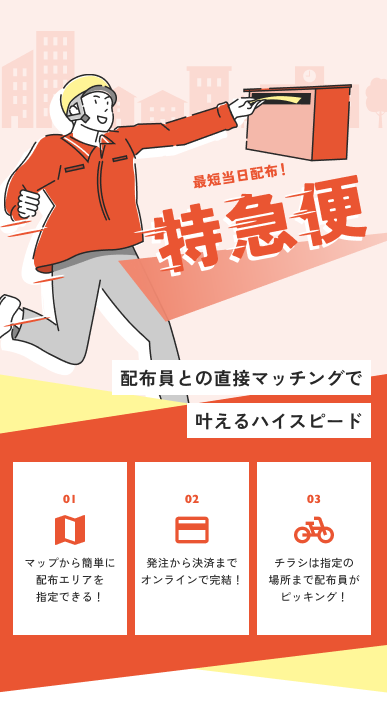 最短当日配布！
特急便
配布員との直接マッチングで
叶えるハイスピード
01
マップから簡単に
配布エリアを
指定できる！
02
発注から決済まで
オンラインで完結！
03
チラシは指定の
場所まで配布員が
ピッキング！